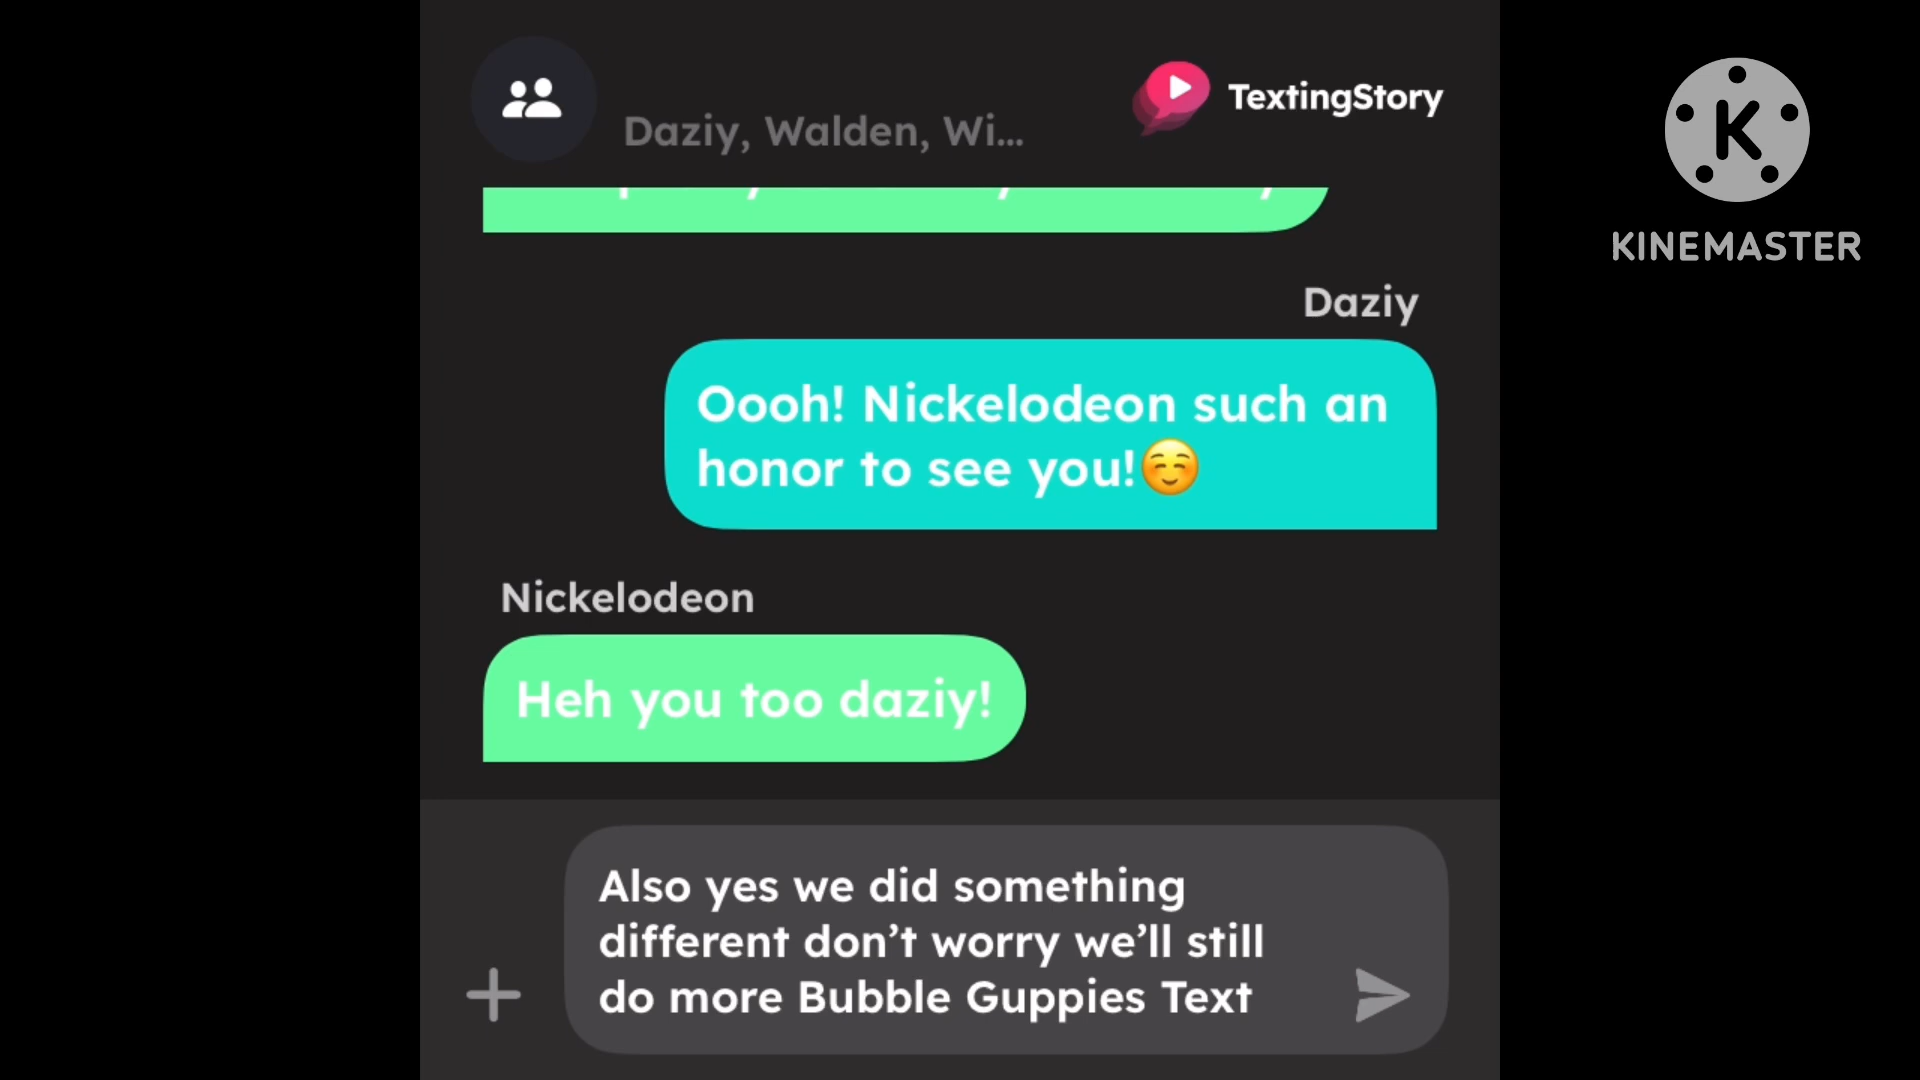 Daziy, Walden, Wi...
TextingStory
K
KINEMASTER
Daziy
Oooh! Nickelodeon such an
honor to see you!☺️
Nickelodeon
Heh you too daziy!
Also yes we did something
different don’t worry we’ll still
do more Bubble Guppies Text